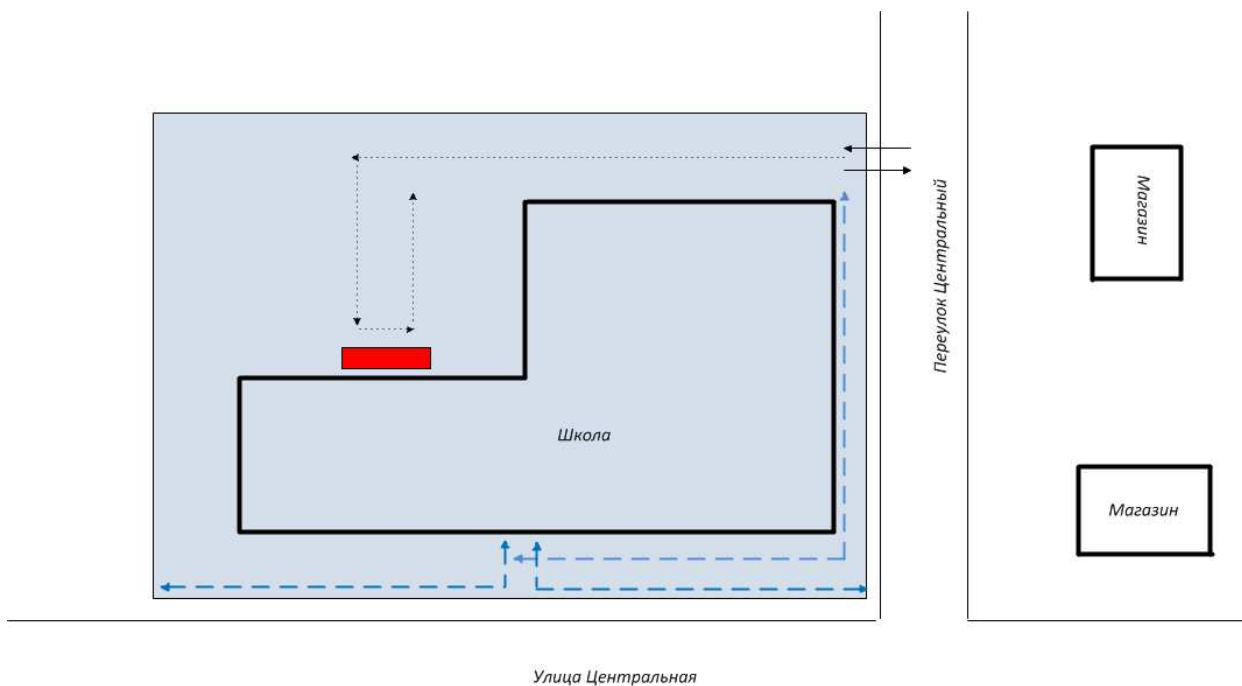 Магазин
Переулок Центральный
Школа
Магазин
Улица Центральная